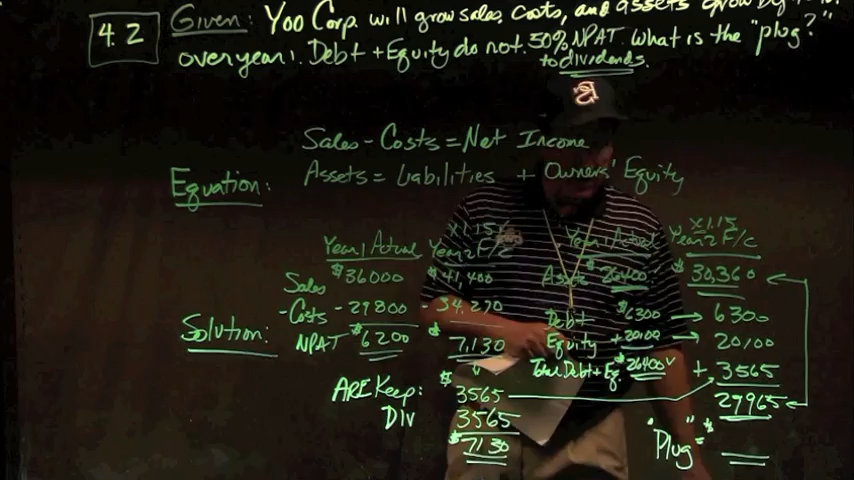 4.2 Given: Yoo Corp. will grow sales, costs, and assets grow by
over year 1. Debt + Equity do not. 50% NPAT What is the "plug?"
to dividends.
Sales - Costs = Net Income
Equation: Assets = Liabilities + Owners' Equity
x1.15 x1.15
Year 1 Actual Year 2 F/c Year 1 Actual Year 2 F/c
Sales $36000 $41,400 Assets $26400 $30,360
- Costs - 29800 - 34,270 Debt $6300 → 6300
Solution: NPAT $6200 $7,130 Equity +20100 → 20,100
Total Debt + Eq. $26400 + 3565
ARE Keep: $3565 29965
Div 3565
$7130 "Plug" = $